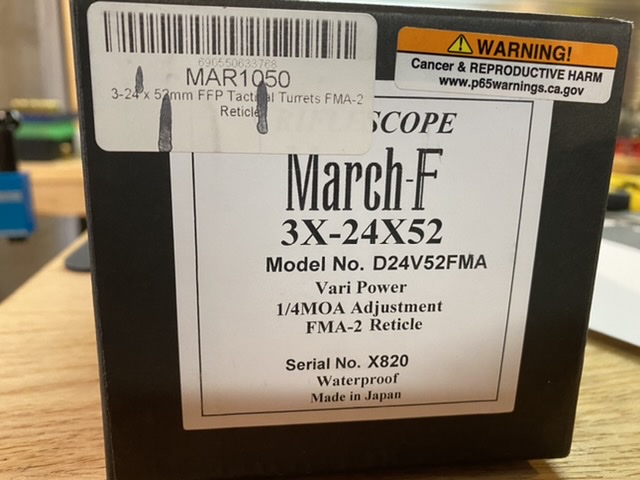 690550633768
MAR1050
3-24 x 52mm FFP Tactical Turrets FMA-2
Reticle
WARNING!
Cancer & REPRODUCTIVE HARM
www.p65warnings.ca.gov
SCOPE
March-F
3X-24X52
Model No. D24V52FMA
Vari Power
1/4MOA Adjustment
FMA-2 Reticle
Serial No. X820
Waterproof
Made in Japan